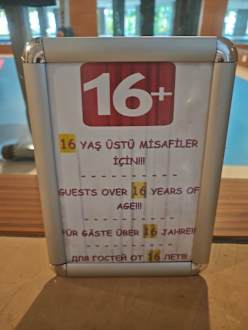 16+
16 YAŞ ÜSTÜ MİSAFİLER
İÇİN!!!
GUESTS OVER 16 YEARS OF
AGE!!!
ÜR GÄSTE ÜBER 16 JAHRE!!!
ДЛЯ ГОСТЕЙ ОТ 16 ЛЕТ!!!